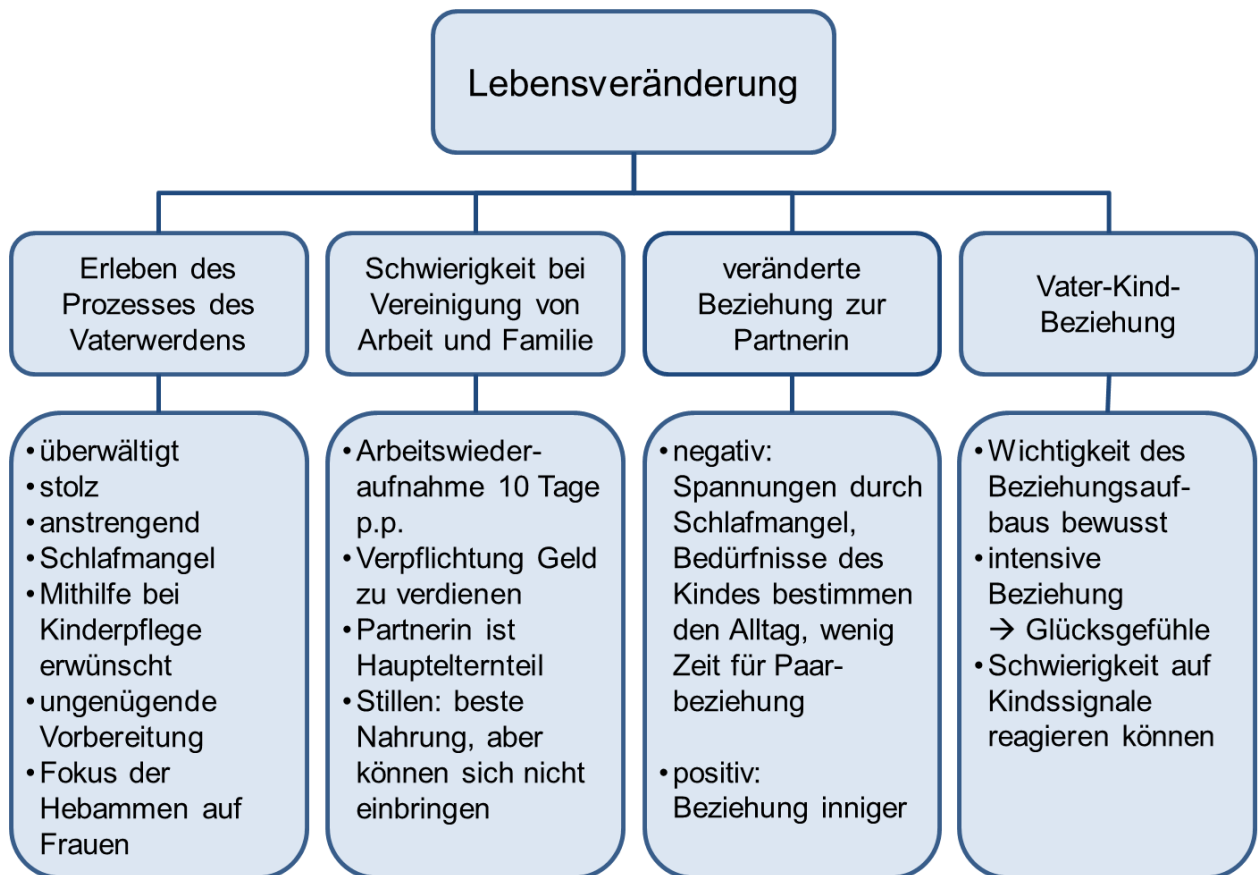 Lebensveränderung
Erleben des
Prozesses des
Vaterwerdens
Schwierigkeit bei
Vereinigung von
Arbeit und Familie
veränderte
Beziehung zur
Partnerin
Vater-Kind-
Beziehung
• überwältigt
• stolz
• anstrengend
• Schlafmangel
• Mithilfe bei
Kinderpflege
erwünscht
• ungenügende
Vorbereitung
• Fokus der
Hebammen auf
Frauen
• Arbeitswieder-
aufnahme 10 Tage
p.p.
• Verpflichtung Geld
zu verdienen
• Partnerin ist
Hauptelternteil
• Stillen: beste
Nahrung, aber
können sich nicht
einbringen
• negativ:
Spannungen durch
Schlafmangel,
Bedürfnisse des
Kindes bestimmen
den Alltag, wenig
Zeit für Paar-
beziehung
• positiv:
Beziehung inniger
• Wichtigkeit des
Beziehungsauf-
baus bewusst
• intensive
Beziehung
→ Glücksgefühle
• Schwierigkeit auf
Kindssignale
reagieren können